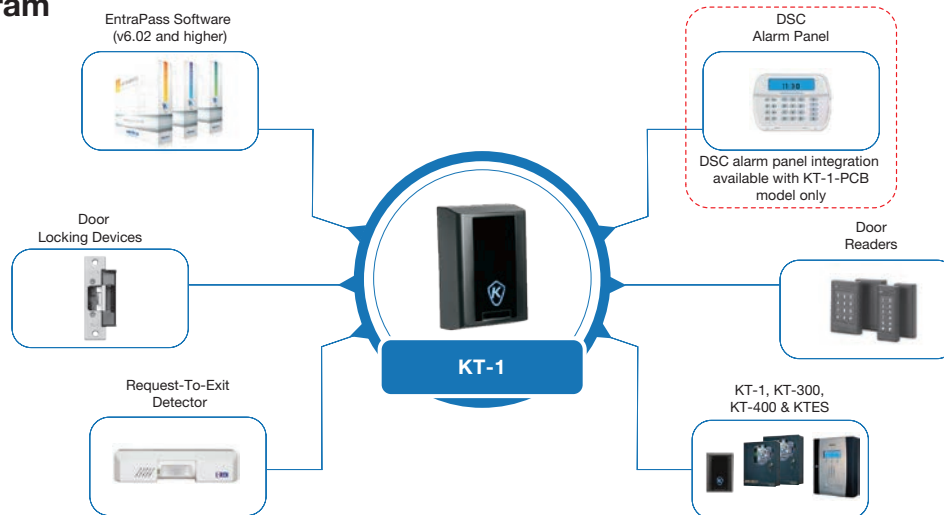 ram
EntraPass Software
(v6.02 and higher)
DSC
Alarm Panel
11:30
DSC alarm panel integration
available with KT-1-PCB
model only
Door
Locking Devices
Door
Readers
K
KT-1
Request-To-Exit
Detector
KT-1, KT-300,
KT-400 & KTES